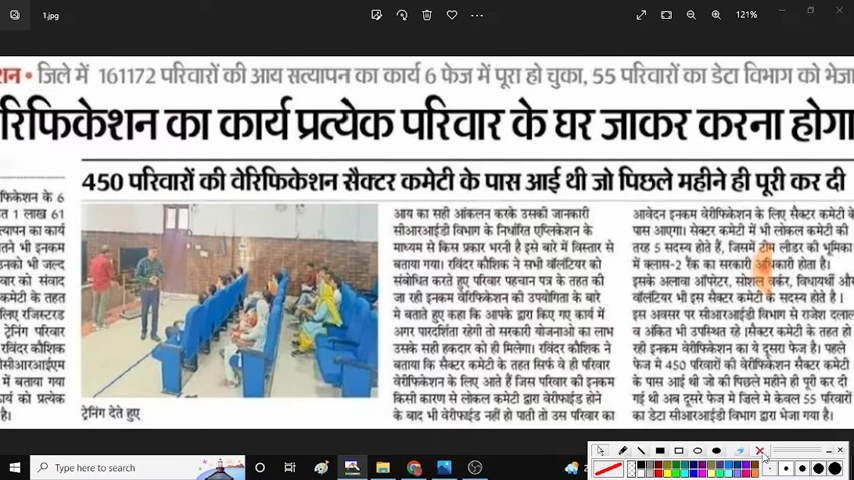 1.jpg
121%
शन • जिले में 161172 परिवारों की आय सत्यापन का कार्य 6 फेज में पूरा हो चुका, 55 परिवारों का डेटा विभाग को भेजा
रिफिकेशन का कार्य प्रत्येक परिवार के घर जाकर करना होगा
450 परिवारों की वेरिफिकेशन सैक्टर कमेटी के पास आई थी जो पिछले महीने ही पूरी कर दी
फिकेशन के 6
त 1 लाख 61
त्यापन का कार्य
तने भी इनकम
उनको भी जल्द
वार को संवाद
कमेटी के तहत
लिए रजिस्टरड
ट्रेनिंग परिवार
रविंदर कौशिक
सीआरआईएम
में बताया गया
कार्य को प्रत्येक
है।
ट्रेनिंग देते हुए
आय का सही आंकलन करके उसकी जानकारी
सीआरआईडी विभाग के निर्धारित एप्लिकेशन के
माध्यम से किस प्रकार भरनी है इसे बारे में विस्तार से
बताया गया। रविंदर कौशिक ने सभी वॉलंटियर को
संबोधित करते हुए परिवार पहचान पत्र के तहत की
जा रही इनकम वेरिफिकेशन की उपयोगिता के बारे
मे बताते हुए कहा कि आपके द्वारा किए गए कार्य में
अगर पारदर्शिता रहेगी तो सरकारी योजनाओ का लाभ
उसके सही हकदार को ही मिलेगा। रविंदर कौशिक ने
बताया कि सैक्टर कमेटी के तहत सिर्फ वे ही परिवार
वेरीफिकेशन के लिए आते हैं जिस परिवार की इनकम
किसी कारण से लोकल कमेटी द्वारा वेरीफाईड होने
के बाद भी वेरीफाईड नहीं हो पाती तो उस परिवार का
आवेदन इनकम वेरीफीकेशन के लिए सैक्टर कमेटी के
पास आएगा। सेक्टर कमेटी में भी लोकल कमेटी की
तरह 5 सदस्य होते हैं, जिसमें टीम लीडर की भूमिका
में क्लास-2 रैंक का सरकारी अधिकारी होता है।
इसके अलावा ऑपरेटर, सोशल वर्कर, विधायर्थी और
वॉलंटियर भी इस सैक्टर कमेटी के सदस्य होते है।
इस अवसर पर सीआरआईडी विभाग से राजेश दलाल
व अंकित भी उपस्थित रहे।सैक्टर कमेटी के तहत हो
रही इनकम वेरीफिकेशन का ये दूसरा फेज है। पहले
फेज मे 450 परिवारों की वेरीफिकेशन सैक्टर कमेटी
के पास आई थी जो की पिछले महीने ही पूरी कर दी
गई थी अब दूसरे फेज मे जिले मे केवल 55 परिवारों
का डेटा सीआरआईडी विभाग द्वारा भेजा गया है।
Type here to search